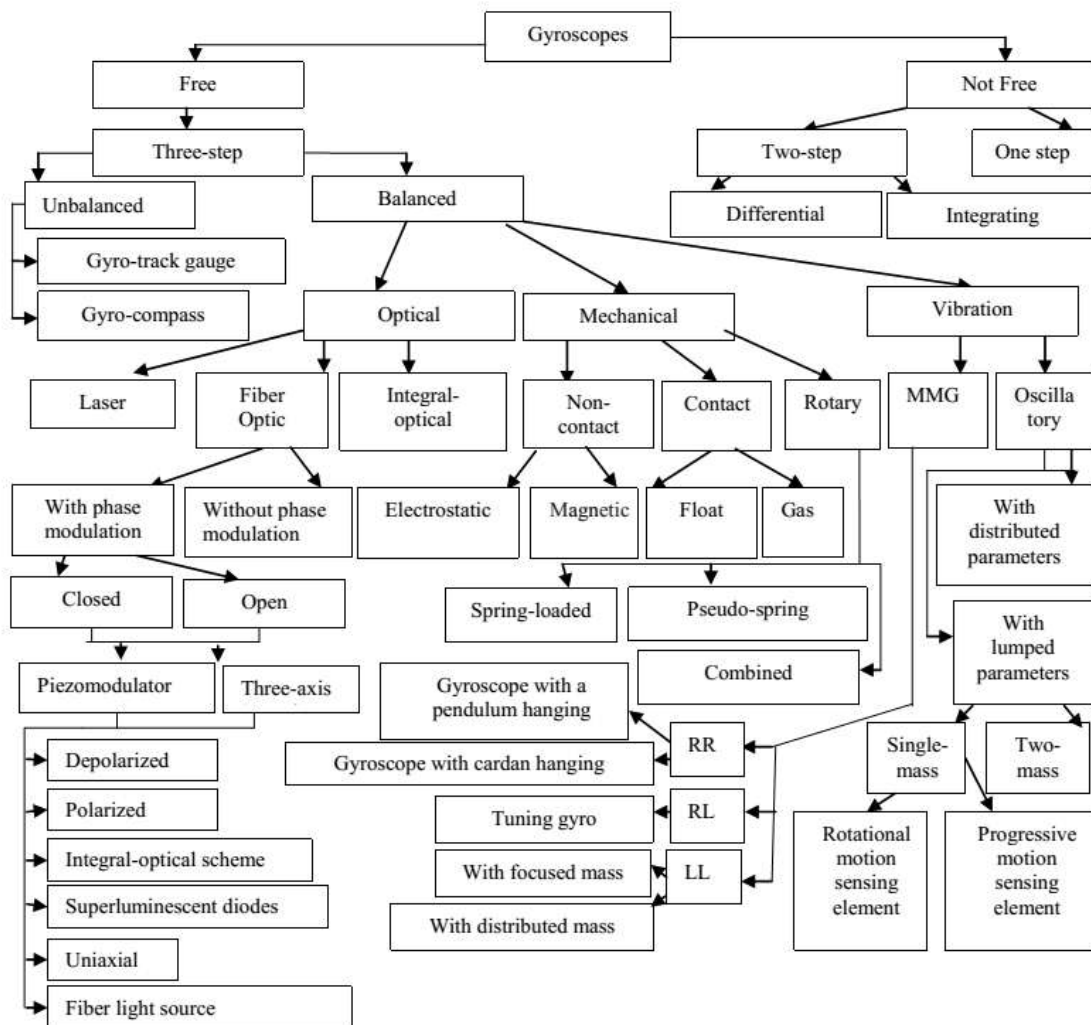 Gyroscopes
Free
Not Free
Three-step
Two-step
One step
Unbalanced
Balanced
Differential
Integrating
Gyro-track gauge
Gyro-compass
Optical
Mechanical
Vibration
Laser
Fiber
Optic
Integral-
optical
Non-
contact
Contact
Rotary
MMG
Oscilla
tory
With phase
modulation
Without phase
modulation
Electrostatic
Magnetic
Float
Gas
With
distributed
parameters
Closed
Open
Spring-loaded
Pseudo-spring
With
lumped
parameters
Piezomodulator
Three-axis
Combined
Gyroscope with a
pendulum hanging
RR
Single-
mass
Two-
mass
Gyroscope with cardan hanging
Depolarized
Polarized
Tuning gyro
RL
Rotational
motion
sensing
element
Progressive
motion
sensing
element
Integral-optical scheme
With focused mass
LL
Superluminescent diodes
With distributed mass
Uniaxial
Fiber light source